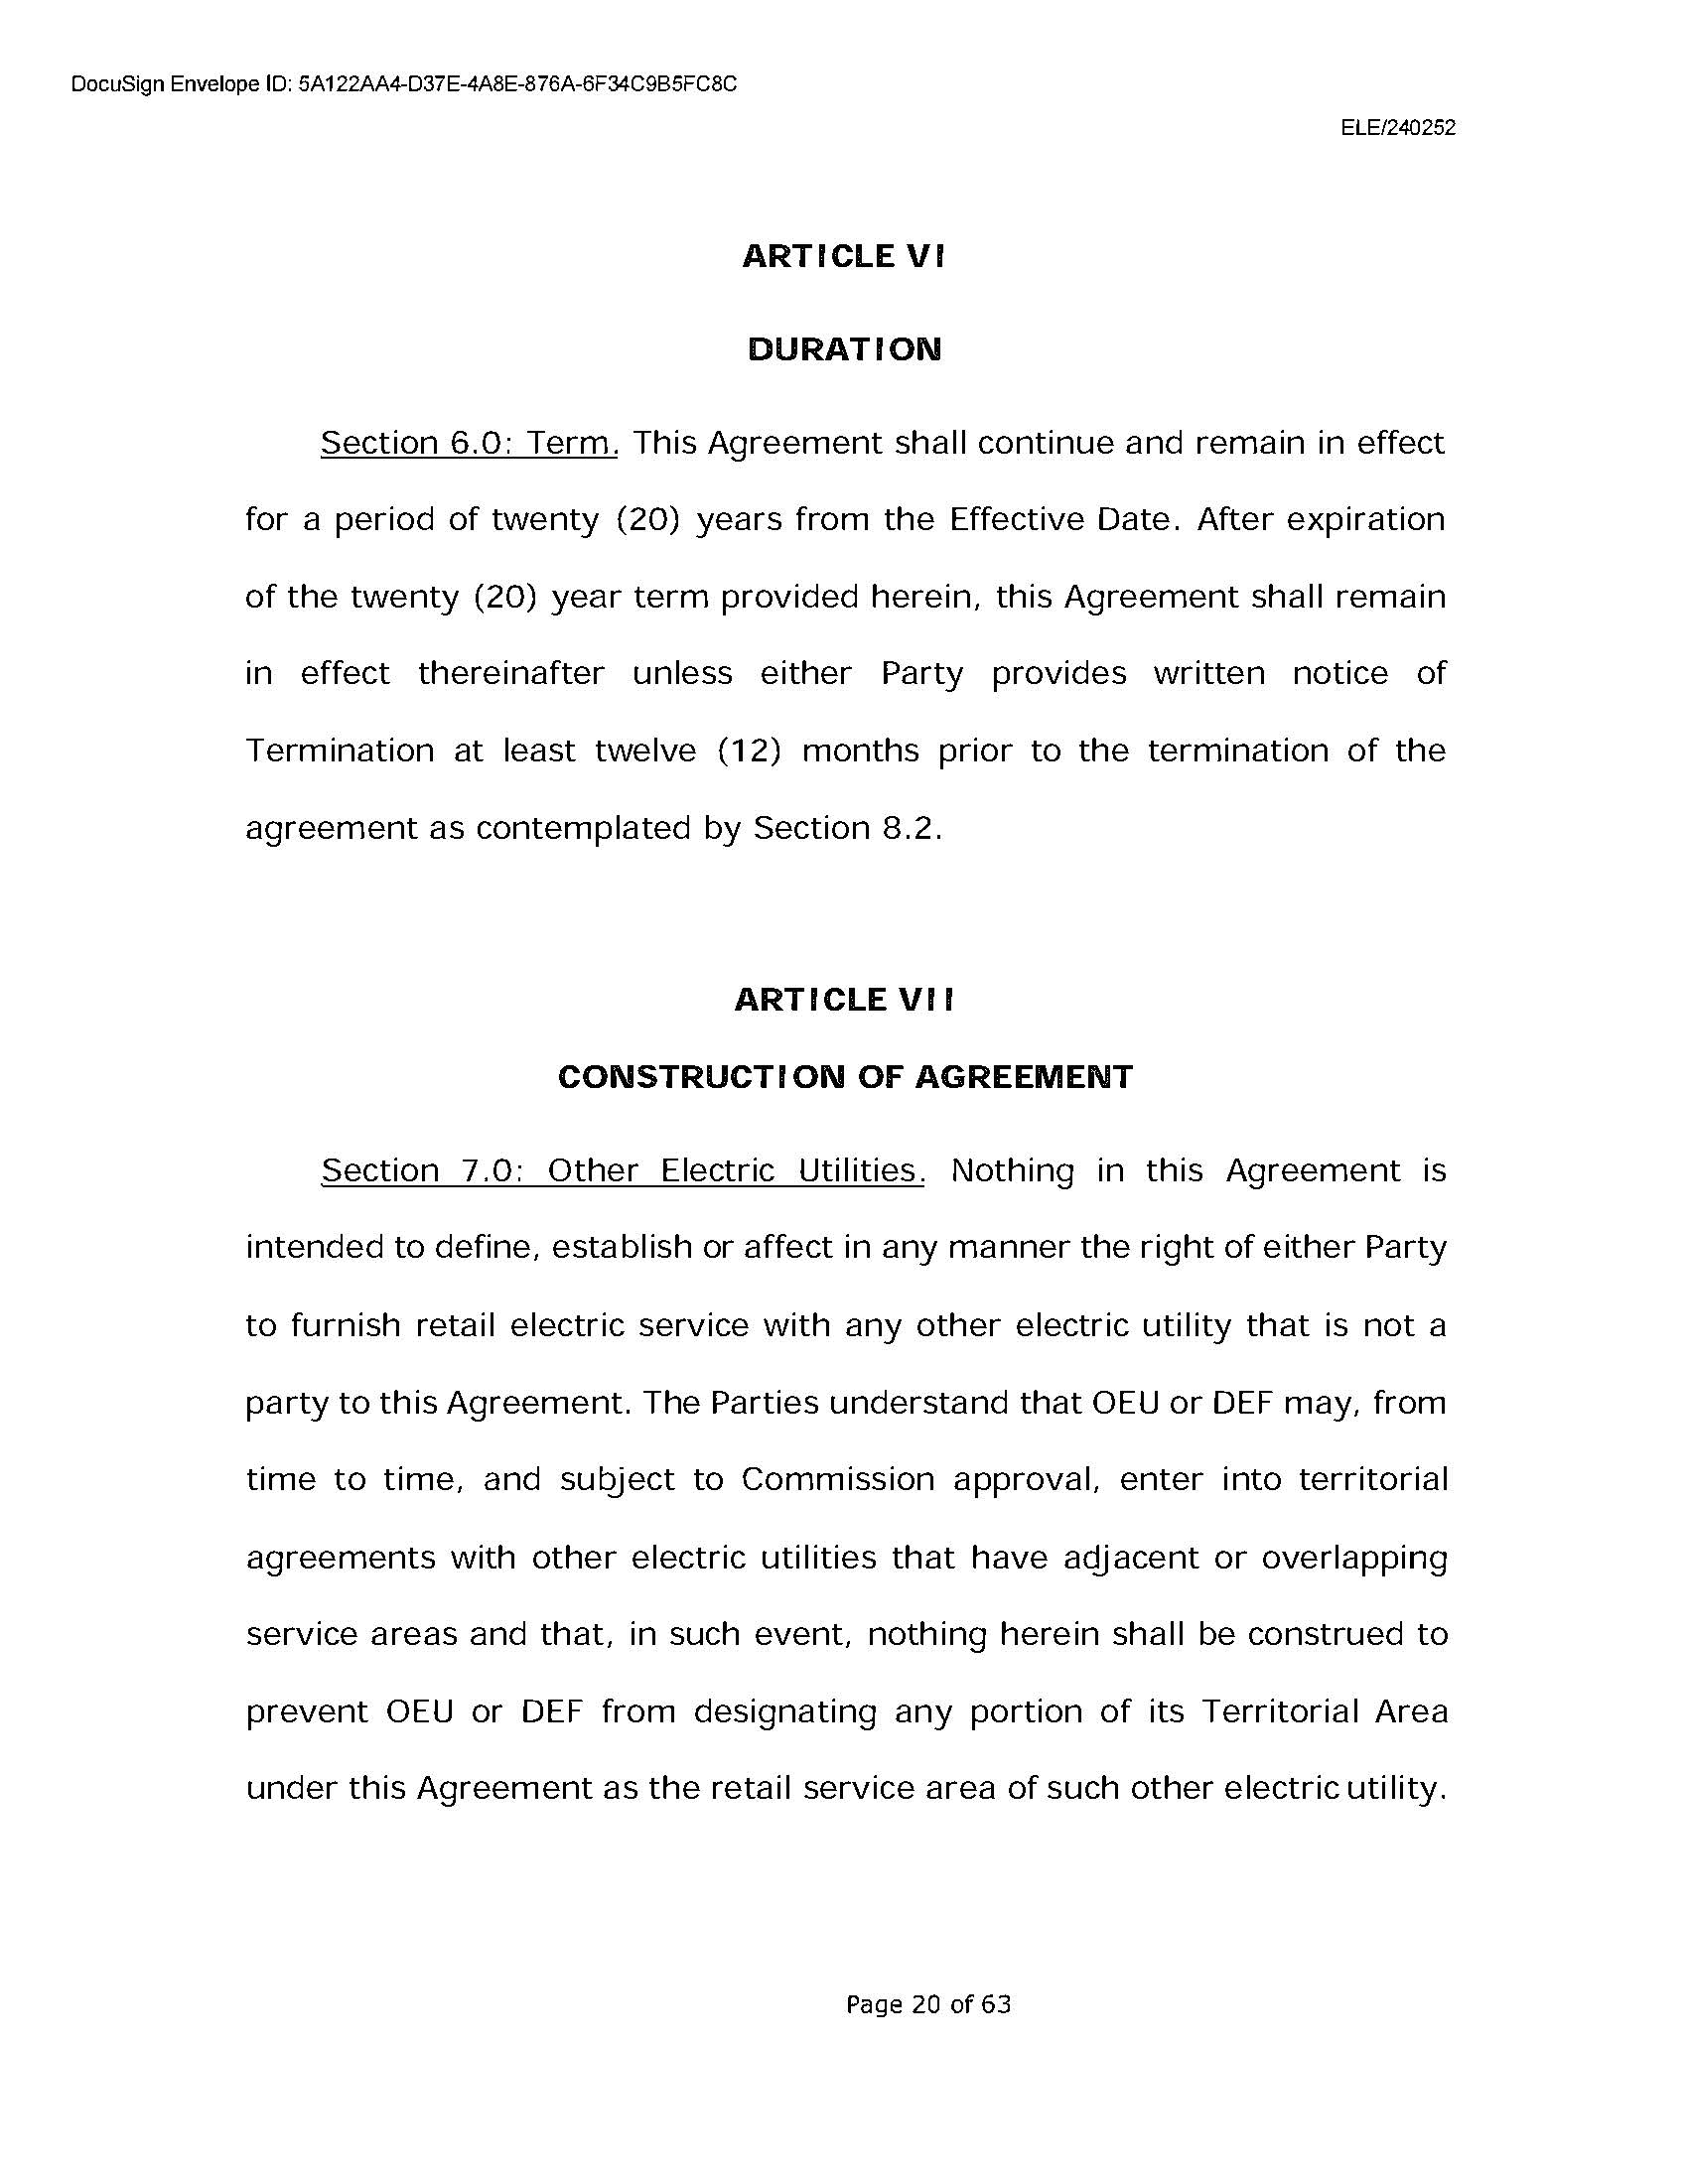 DocuSign Envelope ID: 5A122AA4-D37E-4A8E-876A-6F34C9B5FC8C
ELE/240252
ARTICLE VI
DURATION
Section 6.0: Term. This Agreement shall continue and remain in effect
for a period of twenty (20) years from the Effective Date. After expiration
of the twenty (20) year term provided herein, this Agreement shall remain
in effect thereinafter unless either Party provides written notice of
Termination at least twelve (12) months prior to the termination of the
agreement as contemplated by Section 8.2.
ARTICLE VII
CONSTRUCTION OF AGREEMENT
Section 7.0: Other Electric Utilities. Nothing in this Agreement is
intended to define, establish or affect in any manner the right of either Party
to furnish retail electric service with any other electric utility that is not a
party to this Agreement. The Parties understand that OEU or DEF may, from
time to time, and subject to Commission approval, enter into territorial
agreements with other electric utilities that have adjacent or overlapping
service areas and that, in such event, nothing herein shall be construed to
prevent OEU or DEF from designating any portion of its Territorial Area
under this Agreement as the retail service area of such other electric utility.
Page 20 of 63